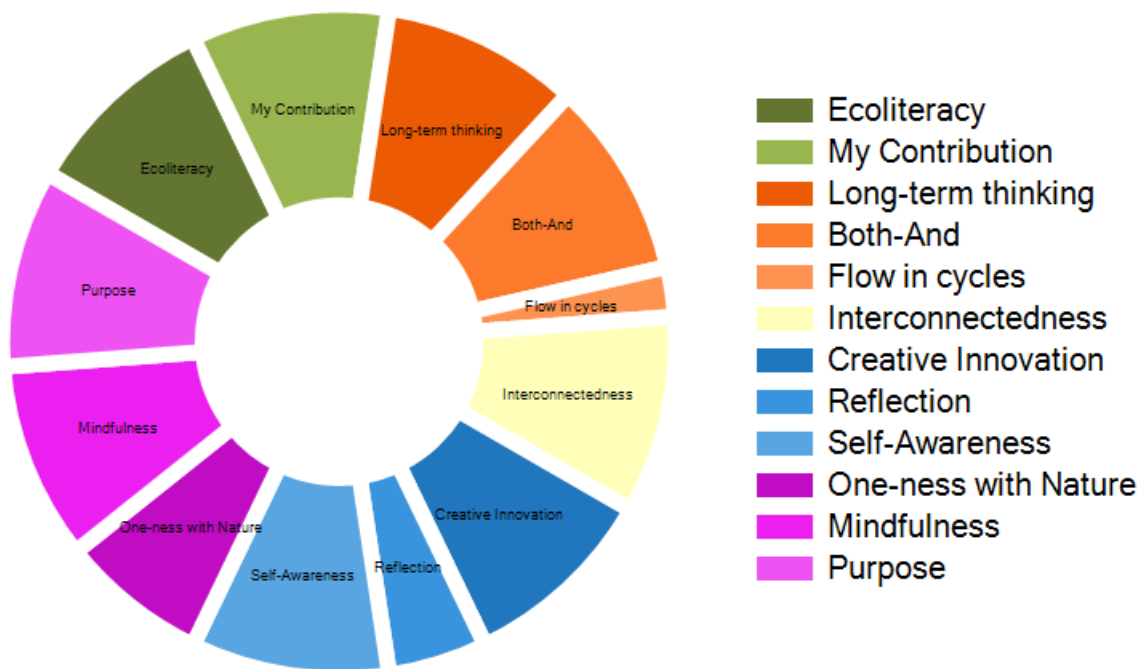 My Contribution
Long-term thinking
Ecoliteracy
Both-And
Purpose
Flow in cycles
Interconnectedness
Mindfulness
Creative Innovation
One-ness with Nature
Reflection
Self-Awareness
Ecoliteracy
My Contribution
Long-term thinking
Both-And
Flow in cycles
Interconnectedness
Creative Innovation
Reflection
Self-Awareness
One-ness with Nature
Mindfulness
Purpose